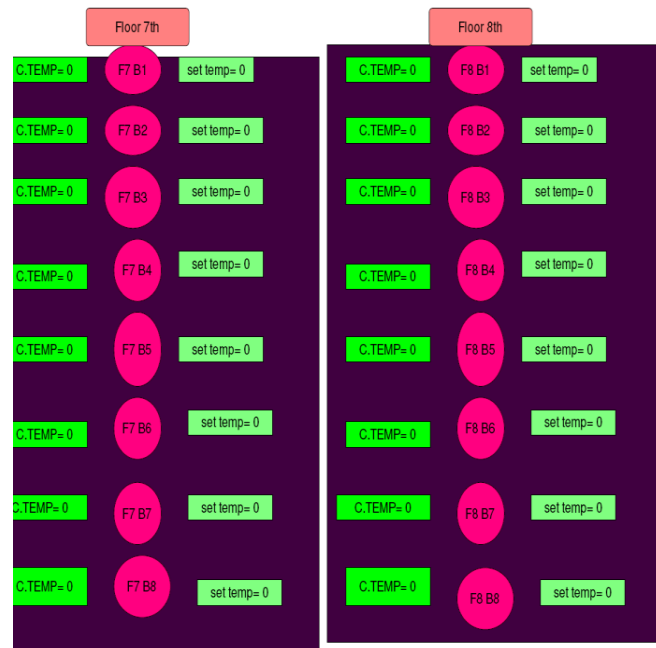 Floor 7th
C.TEMP= 0 F7 B1 set temp= 0
C.TEMP= 0 F7 B2 set temp= 0
C.TEMP= 0 F7 B3 set temp= 0
C.TEMP= 0 F7 B4 set temp= 0
C.TEMP= 0 F7 B5 set temp= 0
C.TEMP= 0 F7 B6 set temp= 0
C.TEMP= 0 F7 B7 set temp= 0
C.TEMP= 0 F7 B8 set temp= 0
Floor 8th
C.TEMP= 0 F8 B1 set temp= 0
C.TEMP= 0 F8 B2 set temp= 0
C.TEMP= 0 F8 B3 set temp= 0
C.TEMP= 0 F8 B4 set temp= 0
C.TEMP= 0 F8 B5 set temp= 0
C.TEMP= 0 F8 B6 set temp= 0
C.TEMP= 0 F8 B7 set temp= 0
C.TEMP= 0 F8 B8 set temp= 0